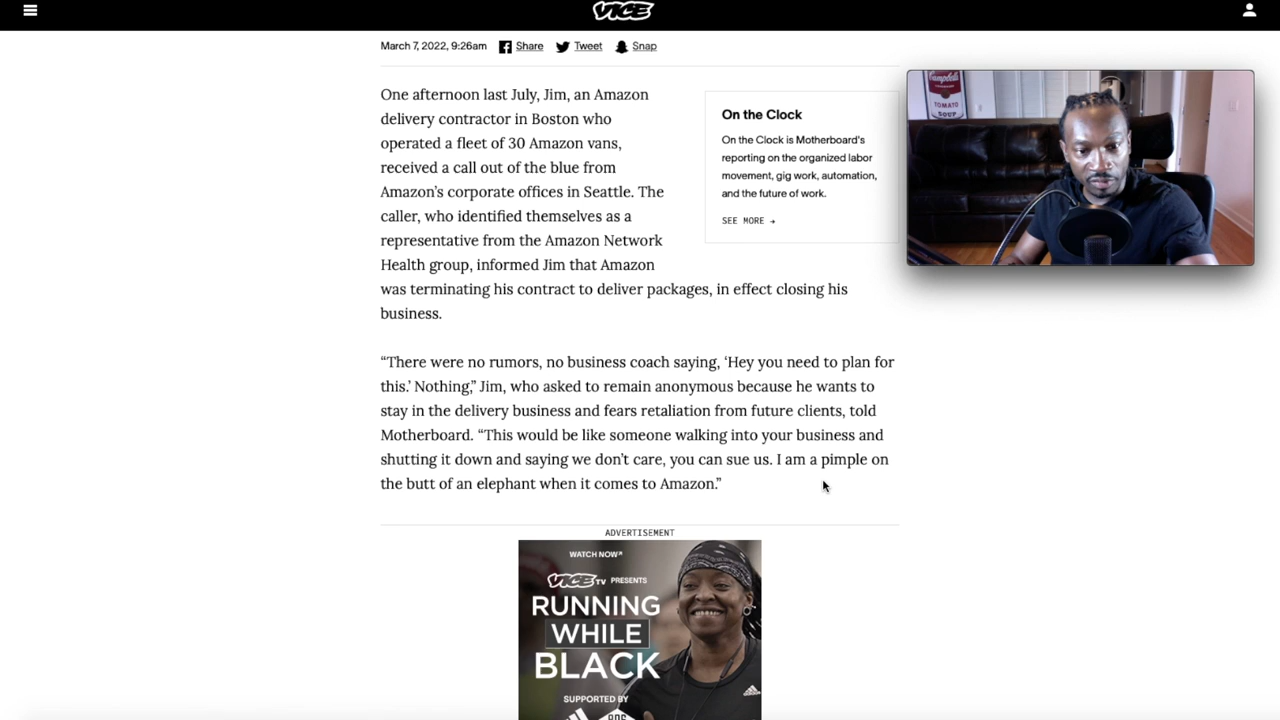 VICE
March 7, 2022, 9:26am Share Tweet Snap
One afternoon last July, Jim, an Amazon
delivery contractor in Boston who
operated a fleet of 30 Amazon vans,
received a call out of the blue from
Amazon’s corporate offices in Seattle. The
caller, who identified themselves as a
representative from the Amazon Network
Health group, informed Jim that Amazon
was terminating his contract to deliver packages, in effect closing his
business.
On the Clock
On the Clock is Motherboard’s
reporting on the organized labor
movement, gig work, automation,
and the future of work.
SEE MORE →
Campbell's
TOMATO
SOUP
“There were no rumors, no business coach saying, ‘Hey you need to plan for
this.’ Nothing,” Jim, who asked to remain anonymous because he wants to
stay in the delivery business and fears retaliation from future clients, told
Motherboard. “This would be like someone walking into your business and
shutting it down and saying we don’t care, you can sue us. I am a pimple on
the butt of an elephant when it comes to Amazon.”
ADVERTISEMENT
WATCH NOW
VICE TV PRESENTS
RUNNING
WHILE
BLACK
SUPPORTED BY